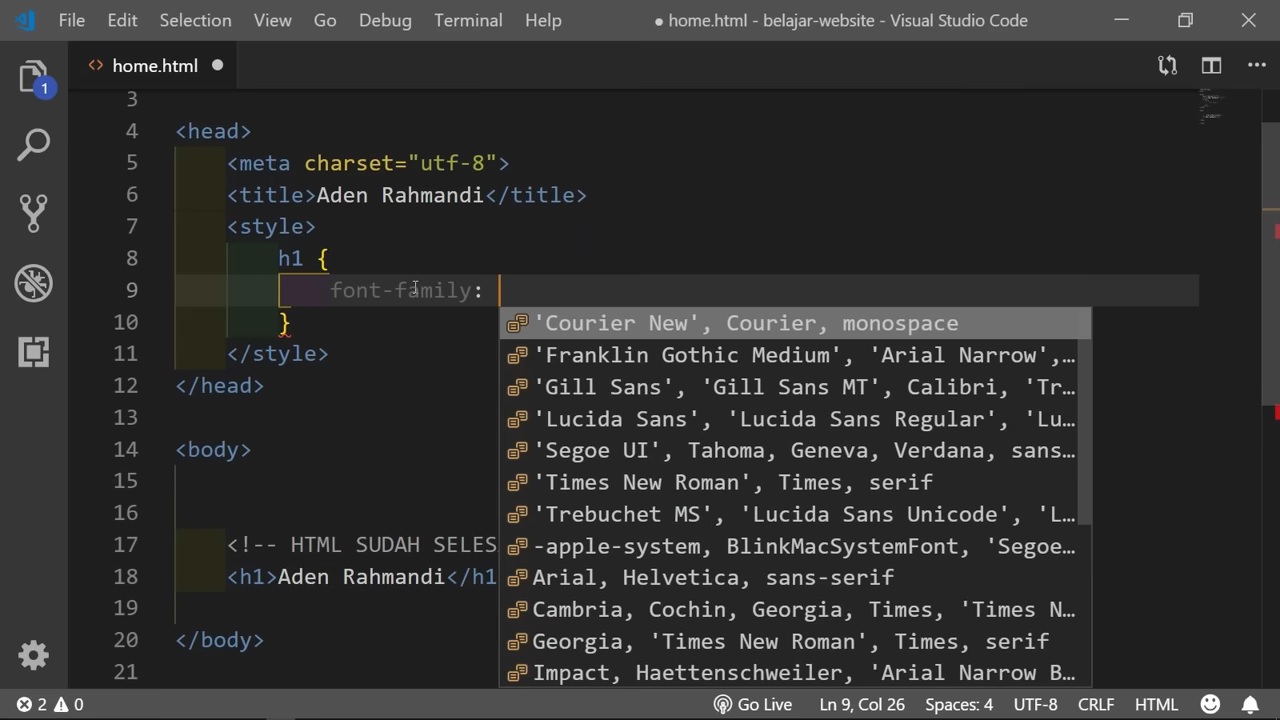 File Edit Selection View Go Debug Terminal Help ● home.html - belajar-website - Visual Studio Code
<> home.html ●
1
3
4 <head>
5 <meta charset="utf-8">
6 <title>Aden Rahmandi</title>
7 <style>
8 h1 {
9 font-family:
10 }
11 </style>
12 </head>
13
14 <body>
15
16
17 <!-- HTML SUDAH SELES
18 <h1>Aden Rahmandi</h1
19
20 </body>
21
'Courier New', Courier, monospace
'Franklin Gothic Medium', 'Arial Narrow',…
'Gill Sans', 'Gill Sans MT', Calibri, 'Tr…
'Lucida Sans', 'Lucida Sans Regular', 'Lu…
'Segoe UI', Tahoma, Geneva, Verdana, sans…
'Times New Roman', Times, serif
'Trebuchet MS', 'Lucida Sans Unicode', 'L…
-apple-system, BlinkMacSystemFont, 'Segoe…
Arial, Helvetica, sans-serif
Cambria, Cochin, Georgia, Times, 'Times N…
Georgia, 'Times New Roman', Times, serif
Impact, Haettenschweiler, 'Arial Narrow B…
2 0 Go Live Ln 9, Col 26 Spaces: 4 UTF-8 CRLF HTML